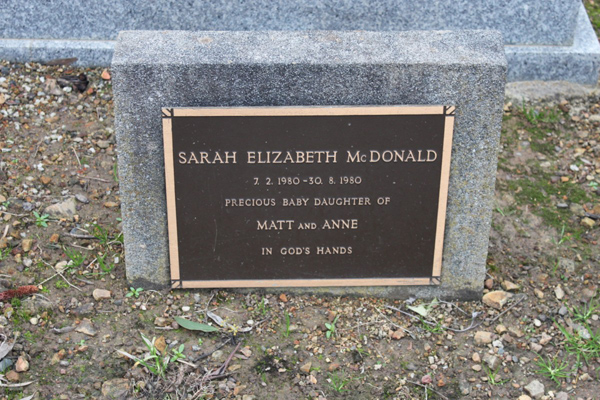 SARAH ELIZABETH McDONALD
7. 2. 1980 - 30. 8. 1980
PRECIOUS BABY DAUGHTER OF
MATT AND ANNE
IN GOD'S HANDS